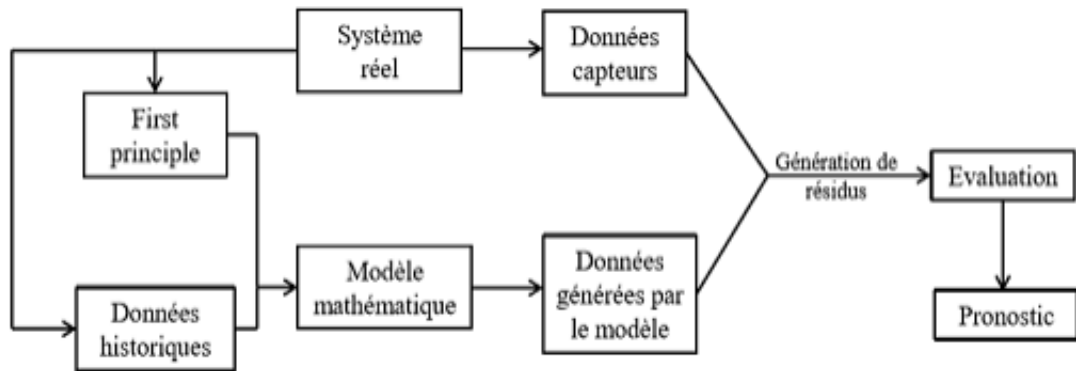 Système
réel
Données
capteurs
First
principle
Génération de
résidus
Evaluation
Données
historiques
Modèle
mathématique
Données
générées par
le modèle
Pronostic